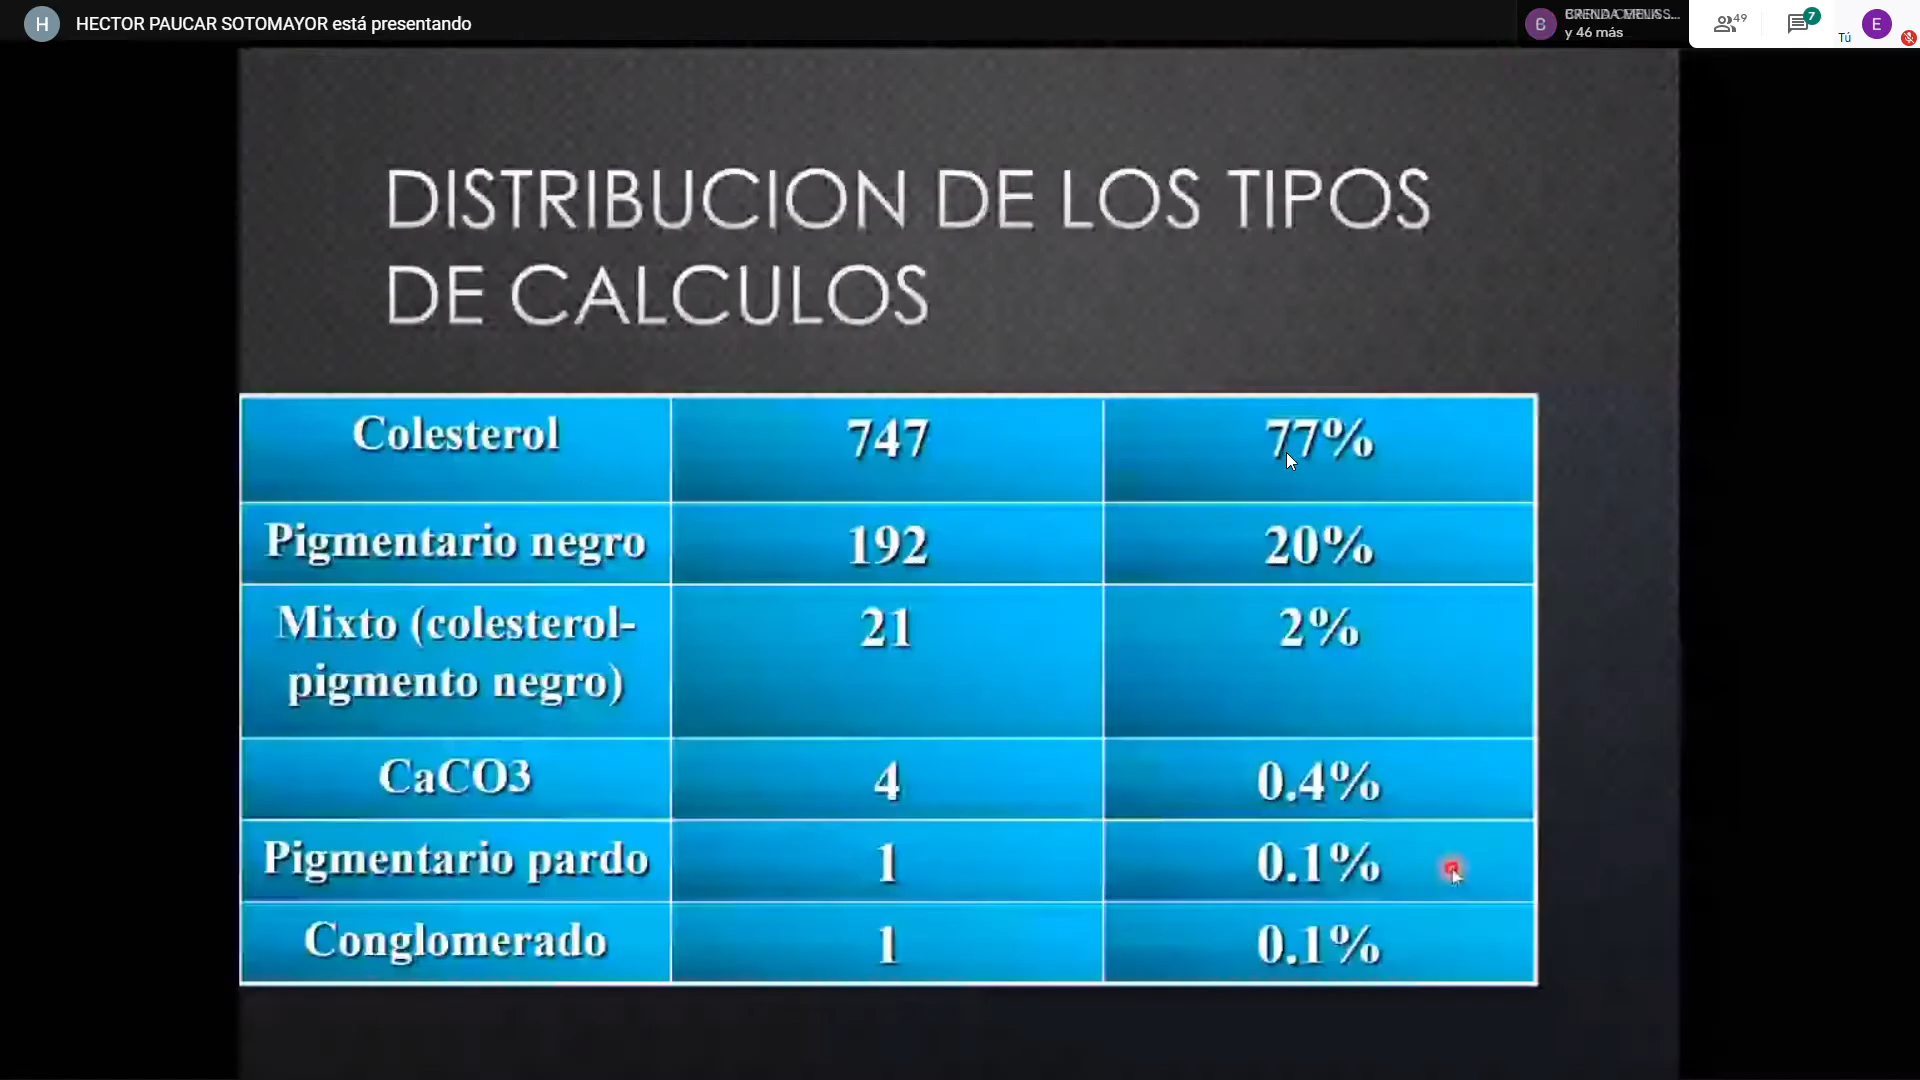 H HECTOR PAUCAR SOTOMAYOR está presentando
B
y 46 más
49
7
Tú
E
DISTRIBUCION DE LOS TIPOS
DE CALCULOS
Colesterol 747 77%
Pigmentario negro 192 20%
Mixto (colesterol- 21 2%
pigmento negro)
CaCO3 4 0.4%
Pigmentario pardo 1 0.1%
Conglomerado 1 0.1%